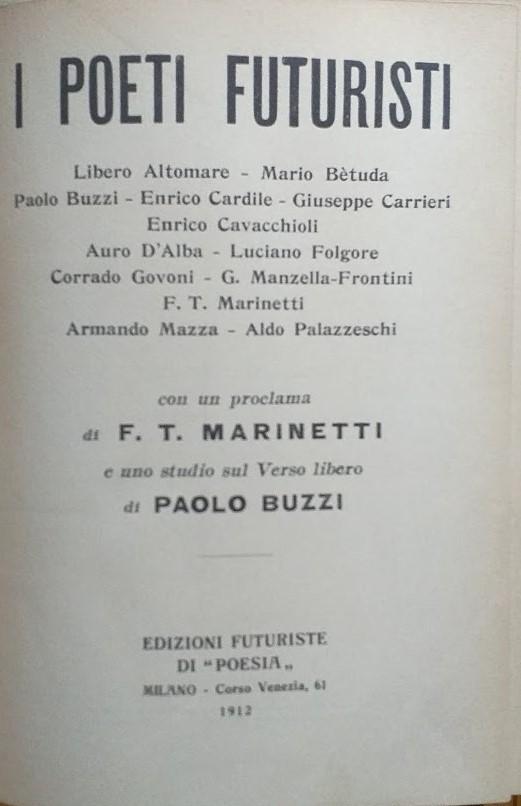 I POETI FUTURISTI
Libero Altomare - Mario Bètuda
Paolo Buzzi - Enrico Cardile - Giuseppe Carrieri
Enrico Cavacchioli
Auro D'Alba - Luciano Folgore
Corrado Govoni - G. Manzella-Frontini
F. T. Marinetti
Armando Mazza - Aldo Palazzeschi
con un proclama
di F. T. MARINETTI
e uno studio sul Verso libero
di PAOLO BUZZI
EDIZIONI FUTURISTE
DI “POESIA„
MILANO - Corso Venezia, 61
1912